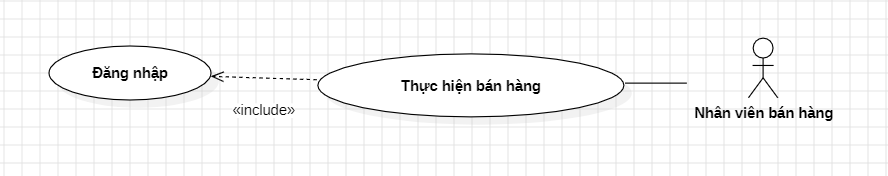 Đăng nhập
«include»
Thực hiện bán hàng
Nhân viên bán hàng